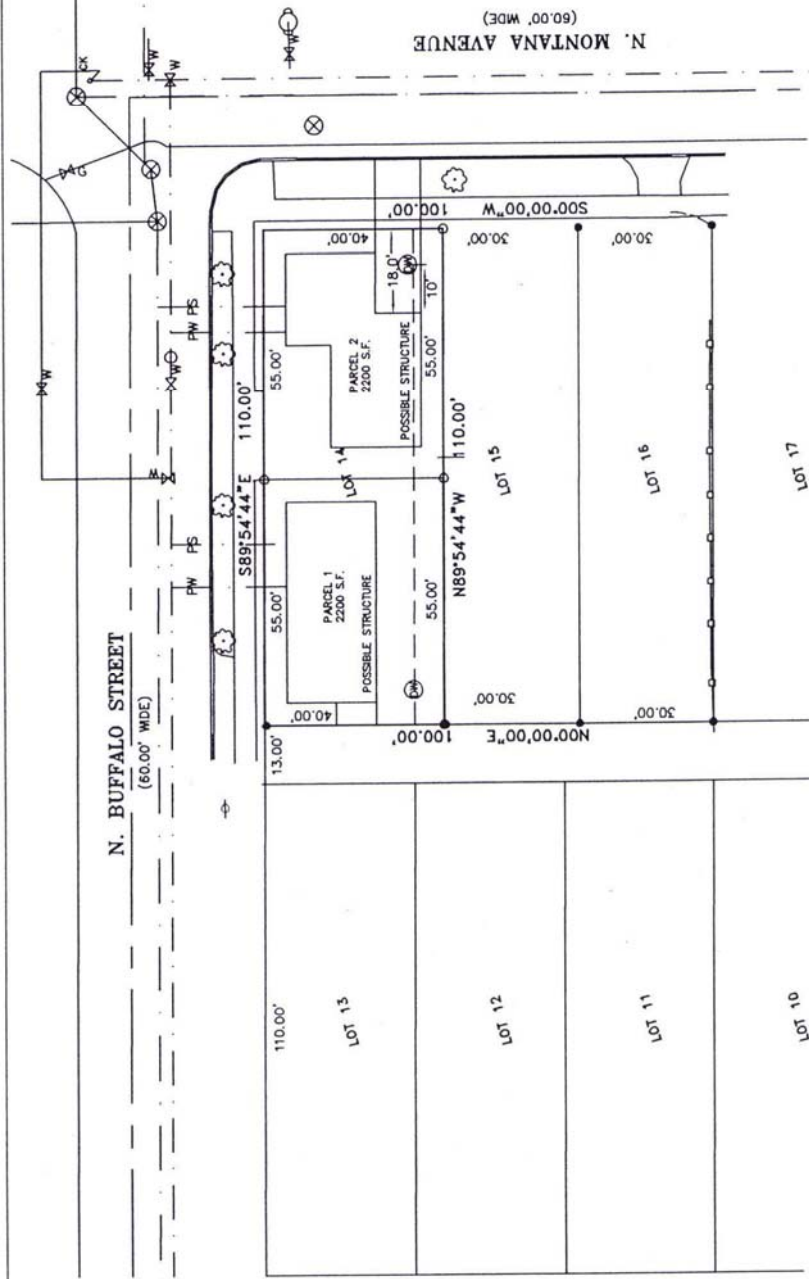 N. MONTANA AVENUE
(60.00' WIDE)
CK
W
W
W
G
W
W
W
N. BUFFALO STREET
(60.00' WIDE)
PW
PS
PW
PS
S89°54'44"E
110.00'
55.00'
55.00'
13.00'
40.00'
40.00'
PARCEL 1
2200 S.F.
POSSIBLE STRUCTURE
LOT 14
PARCEL 2
2200 S.F.
POSSIBLE STRUCTURE
18.0'
10'
DW
DW
55.00'
55.00'
N89°54'44"W
110.00'
S00°00'00"W
100.00'
30.00'
30.00'
N00°00'00"E
100.00'
30.00'
30.00'
LOT 15
LOT 16
LOT 17
110.00'
LOT 13
LOT 12
LOT 11
LOT 10